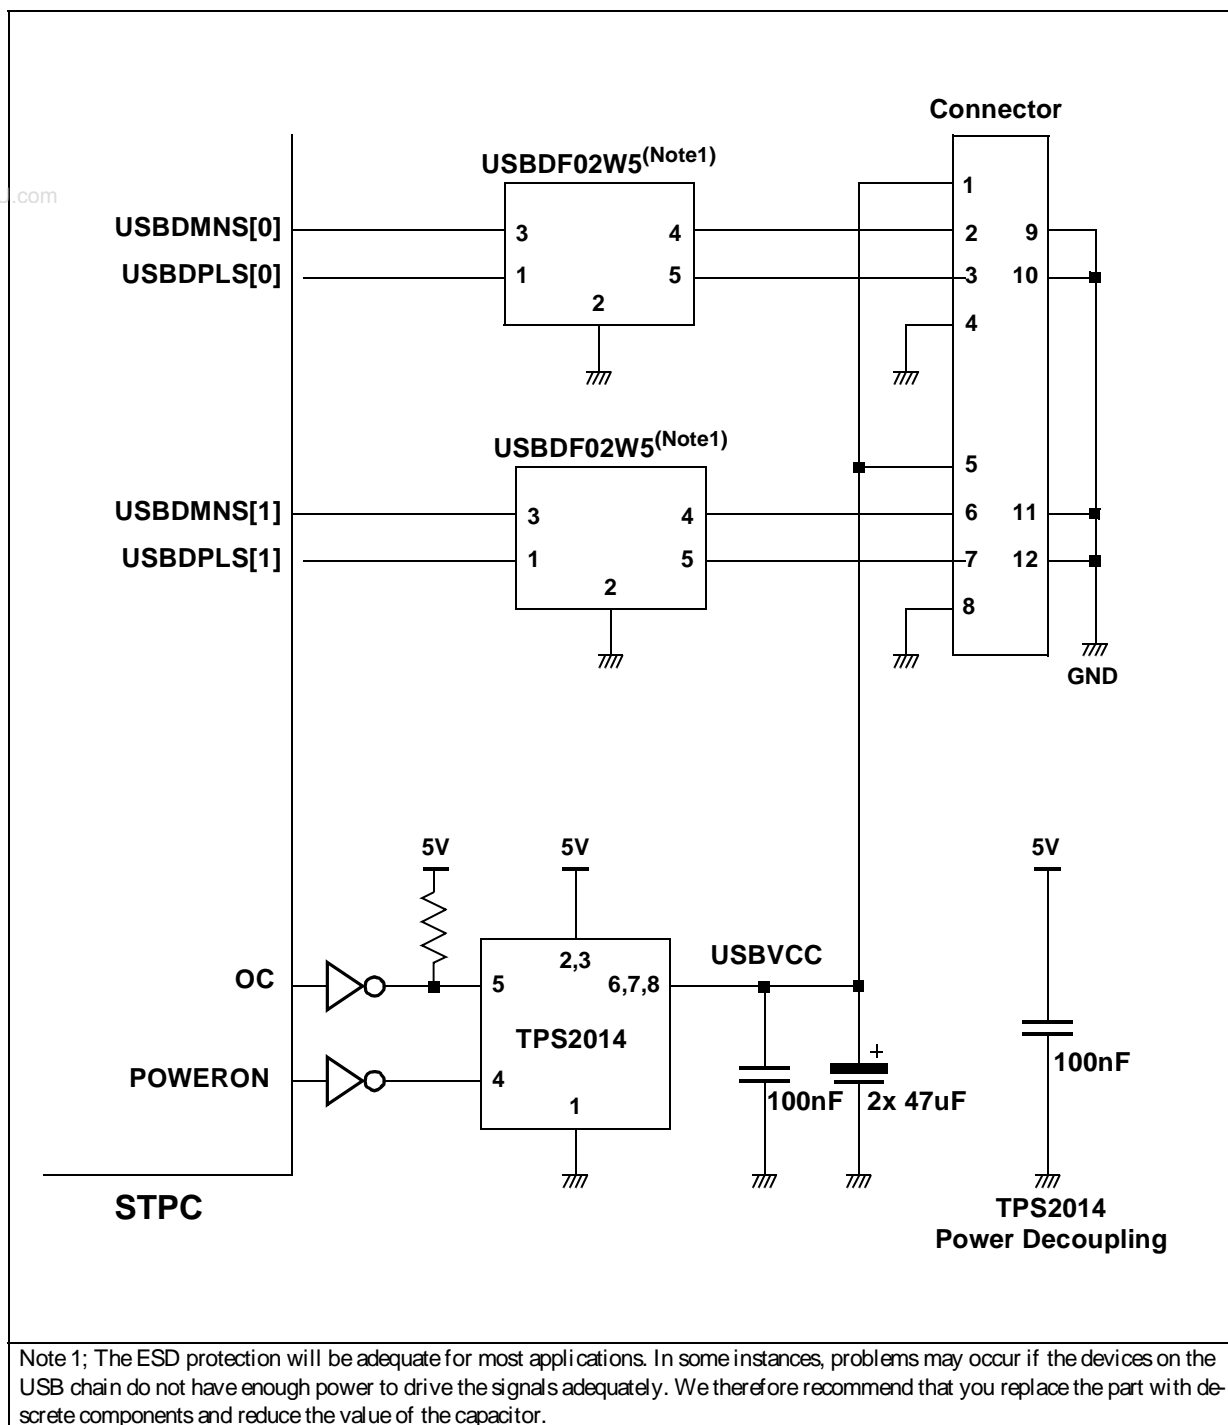 Connector
USBDF02W5(Note1)
1
U.com
USBDMNS[0]
3
4
2
9
USBDPLS[0]
1
5
3
10
2
4
USBDF02W5(Note1)
5
USBDMNS[1]
3
4
6
11
USBDPLS[1]
1
5
7
12
2
8
GND
5V
5V
5V
USBVCC
2,3
OC
5
6,7,8
TPS2014
+
100nF
POWERON
4
100nF
2x 47uF
1
STPC
TPS2014
Power Decoupling
Note 1; The ESD protection will be adequate for most applications. In some instances, problems may occur if the devices on the
USB chain do not have enough power to drive the signals adequately. We therefore recommend that you replace the part with de-
screte components and reduce the value of the capacitor.